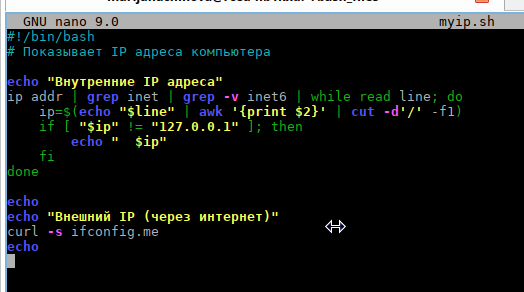 GNU nano 9.0 myip.sh
#!/bin/bash
# Показывает IP адреса компьютера
echo "Внутренние IP адреса"
ip addr | grep inet | grep -v inet6 | while read line; do
ip=$(echo "$line" | awk '{print $2}' | cut -d'/' -f1)
if [ "$ip" != "127.0.0.1" ]; then
echo "  $ip"
fi
done
echo
echo "Внешний IP (через интернет)"
curl -s ifconfig.me
echo